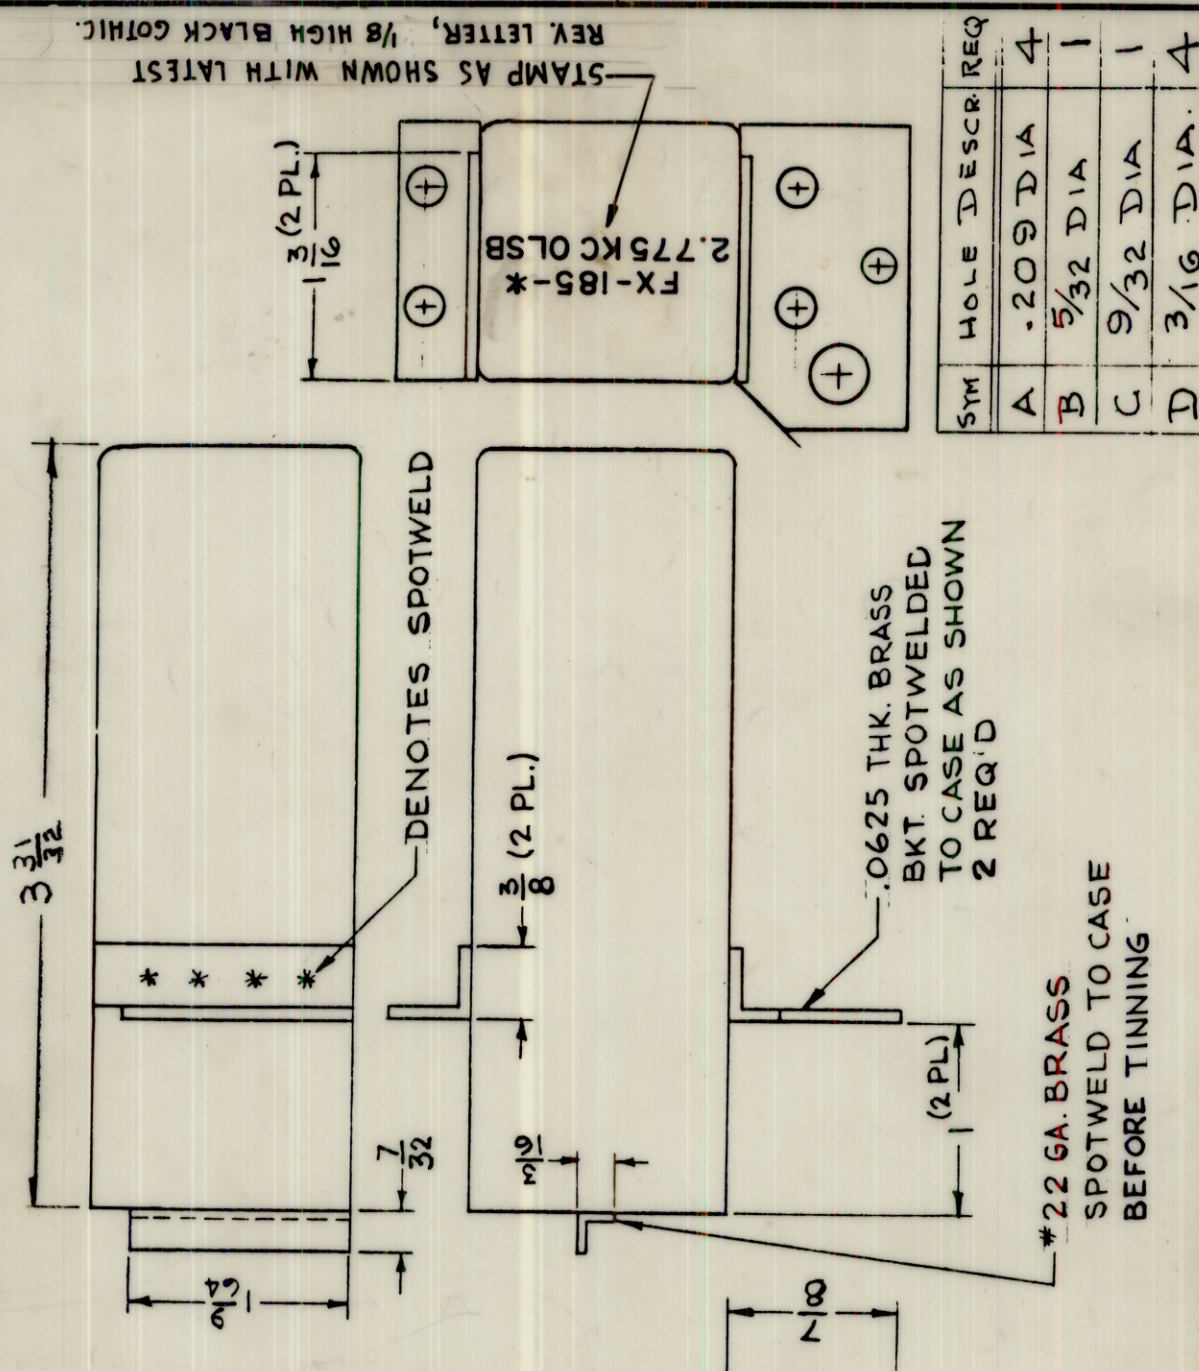 STAMP AS SHOWN WITH LATEST
REV. LETTER, 1/8 HIGH BLACK GOTHIC.
1 3/16 (2 PL.)
FX-185-*
2.775 KC OLSB
SYM HOLE DESCR. REQ
A .209 DIA 4
B 5/32 DIA 1
C 9/32 DIA 1
D 3/16 DIA. 4
3 31/32
* * * *
DENOTES SPOTWELD
7/32
1 9/64
3/8 (2 PL.)
3/16
.0625 THK. BRASS
BKT. SPOTWELDED
TO CASE AS SHOWN
2 REQ'D
1 (2 PL)
#22 GA. BRASS
SPOTWELD TO CASE
BEFORE TINNING
7/8